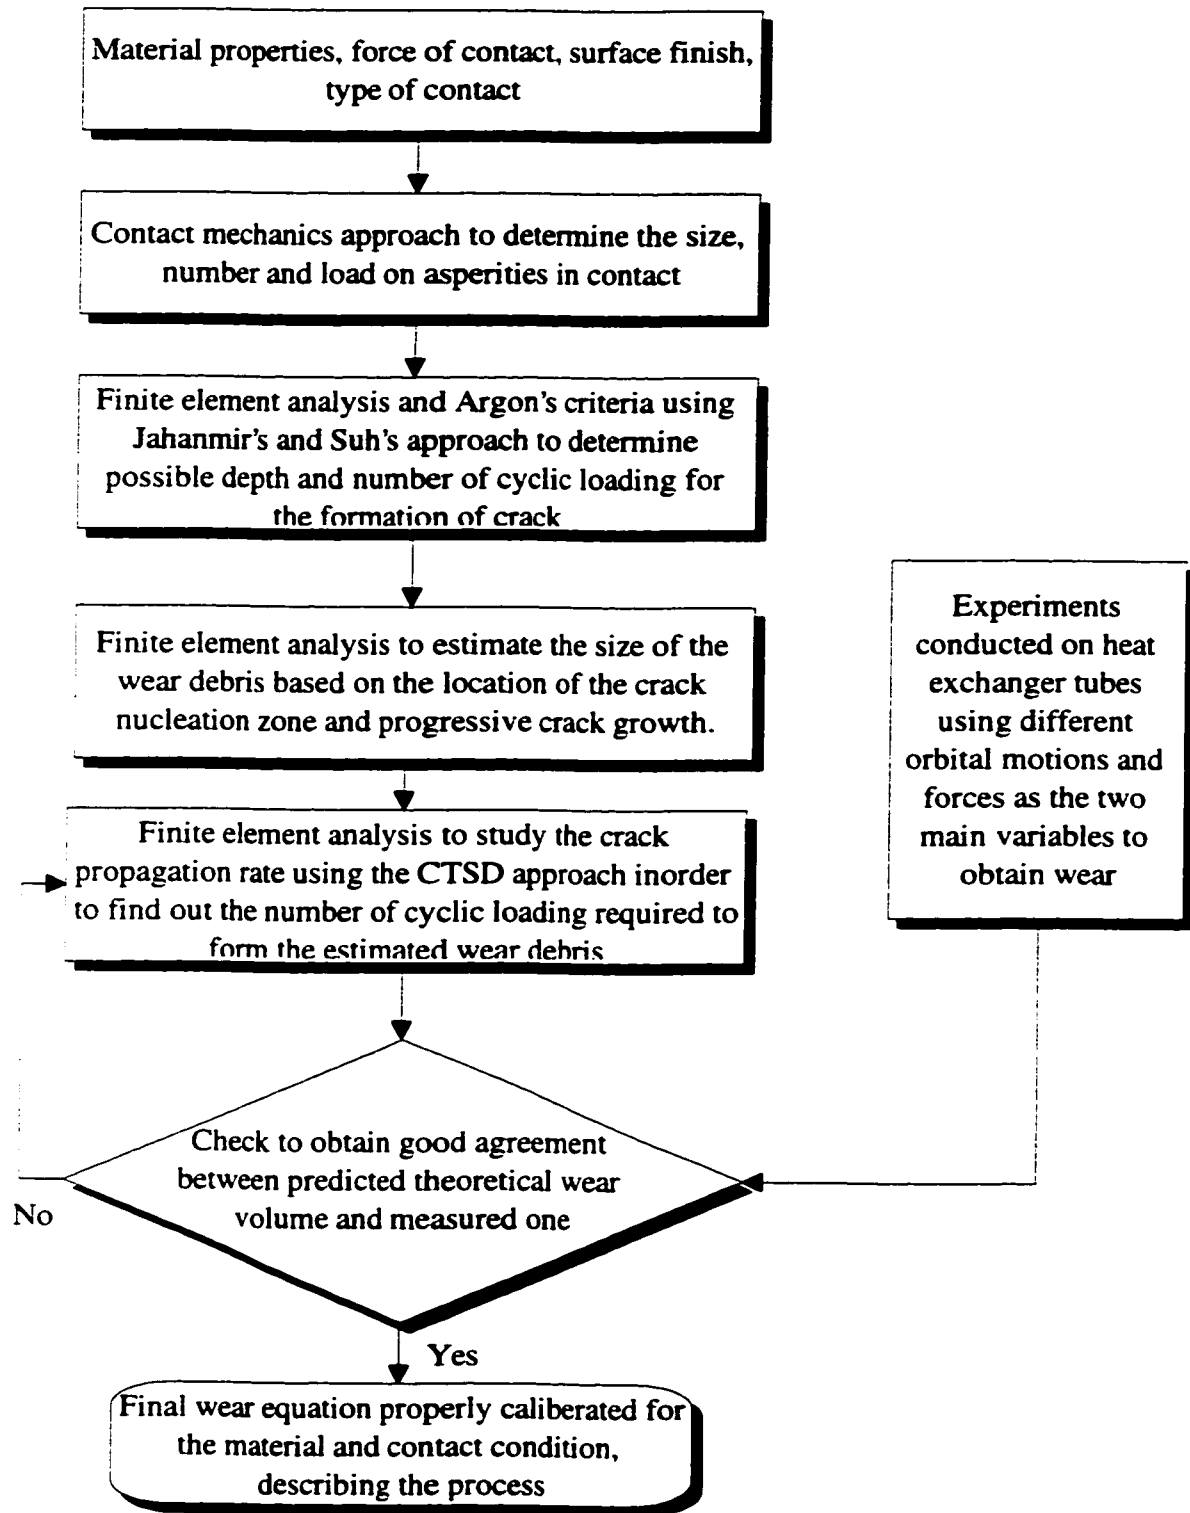 Material properties, force of contact, surface finish,
type of contact
Contact mechanics approach to determine the size,
number and load on asperities in contact
Finite element analysis and Argon's criteria using
Jahanmir's and Suh's approach to determine
possible depth and number of cyclic loading for
the formation of crack
Finite element analysis to estimate the size of the
wear debris based on the location of the crack
nucleation zone and progressive crack growth.
Experiments
conducted on heat
exchanger tubes
using different
orbital motions and
forces as the two
main variables to
obtain wear
Finite element analysis to study the crack
propagation rate using the CTSD approach inorder
to find out the number of cyclic loading required to
form the estimated wear debris
Check to obtain good agreement
between predicted theoretical wear
volume and measured one
No
Yes
Final wear equation properly caliberated for
the material and contact condition,
describing the process